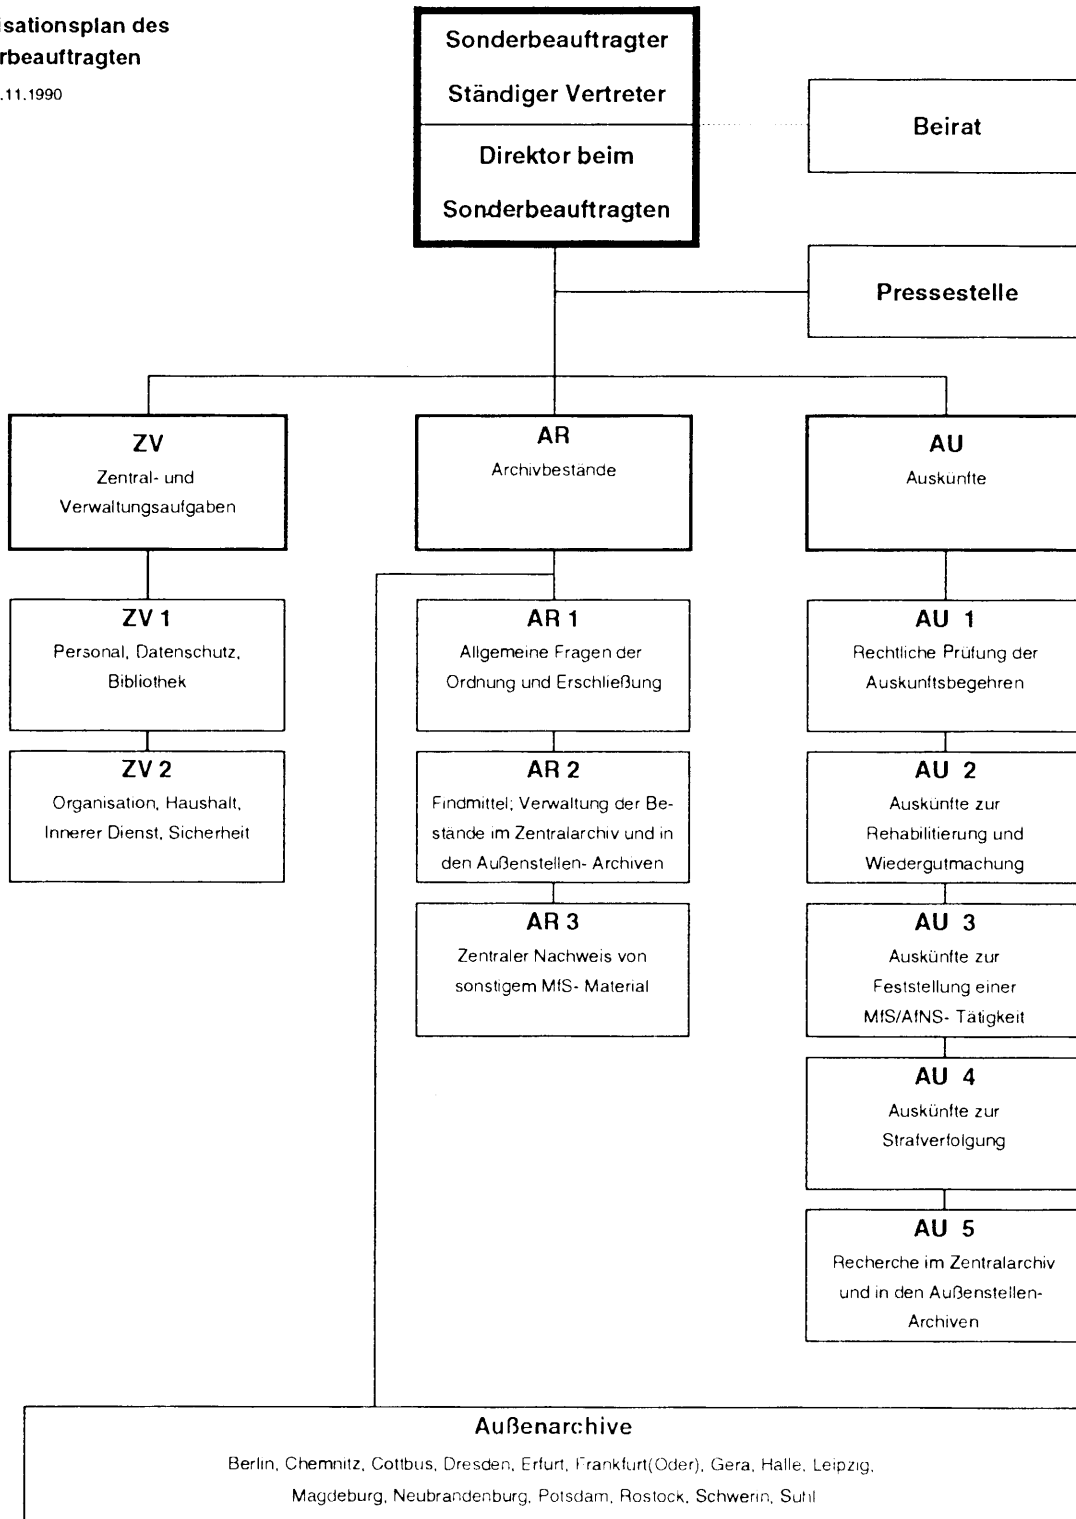 isationsplan des
rbeauftragten
.11.1990
Sonderbeauftragter
Ständiger Vertreter
Direktor beim
Sonderbeauftragten
Beirat
Pressestelle
ZV
Zentral- und
Verwaltungsaufgaben
AR
Archivbestände
AU
Auskünfte
ZV 1
Personal, Datenschutz,
Bibliothek
ZV 2
Organisation, Haushalt,
Innerer Dienst, Sicherheit
AR 1
Allgemeine Fragen der
Ordnung und Erschließung
AR 2
Findmittel; Verwaltung der Be-
stände im Zentralarchiv und in
den Außenstellen- Archiven
AR 3
Zentraler Nachweis von
sonstigem MfS- Material
AU 1
Rechtliche Prüfung der
Auskunftsbegehren
AU 2
Auskünfte zur
Rehabilitierung und
Wiedergutmachung
AU 3
Auskünfte zur
Feststellung einer
MfS/AfNS- Tätigkeit
AU 4
Auskünfte zur
Strafverfolgung
AU 5
Recherche im Zentralarchiv
und in den Außenstellen-
Archiven
Außenarchive
Berlin, Chemnitz, Cottbus, Dresden, Erfurt, Frankfurt(Oder), Gera, Halle, Leipzig,
Magdeburg, Neubrandenburg, Potsdam, Rostock, Schwerin, Suhl